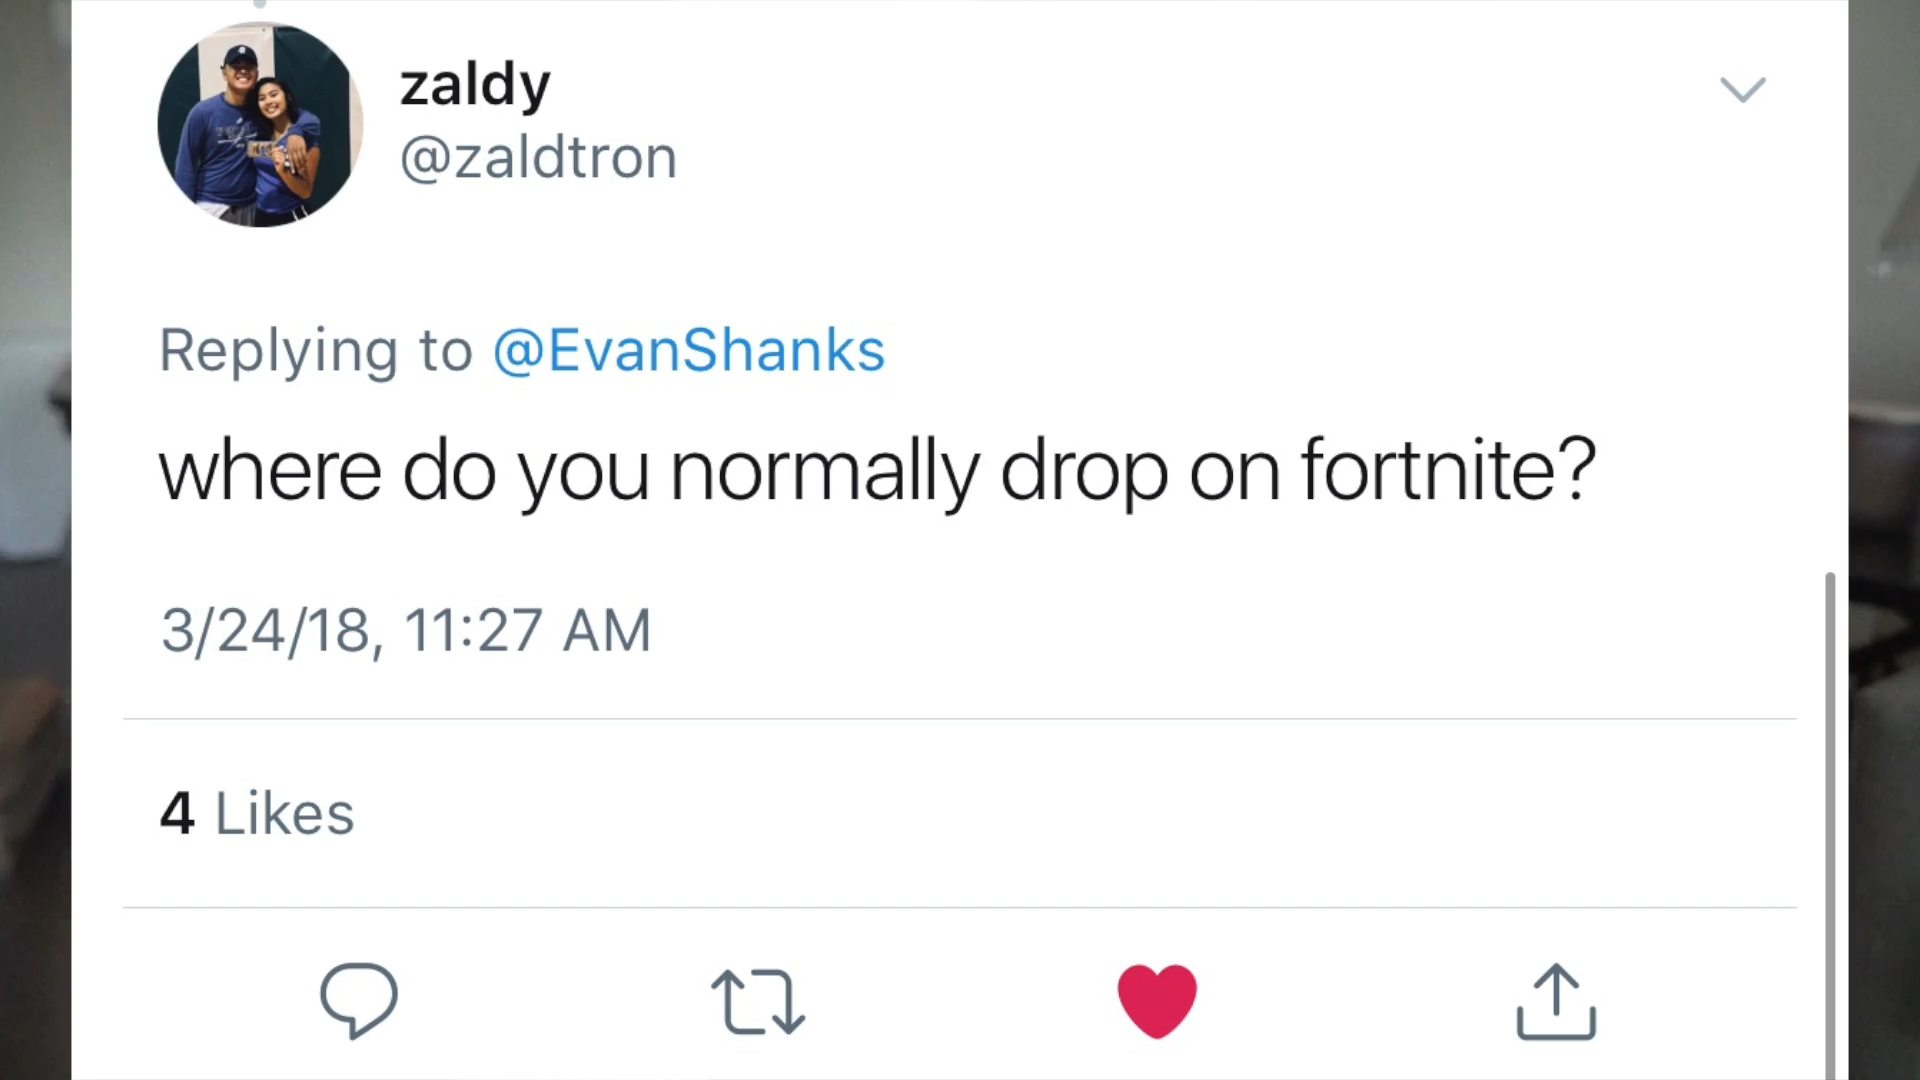 zaldy
@zaldtron
Replying to @EvanShanks
where do you normally drop on fortnite?
3/24/18, 11:27 AM
4 Likes